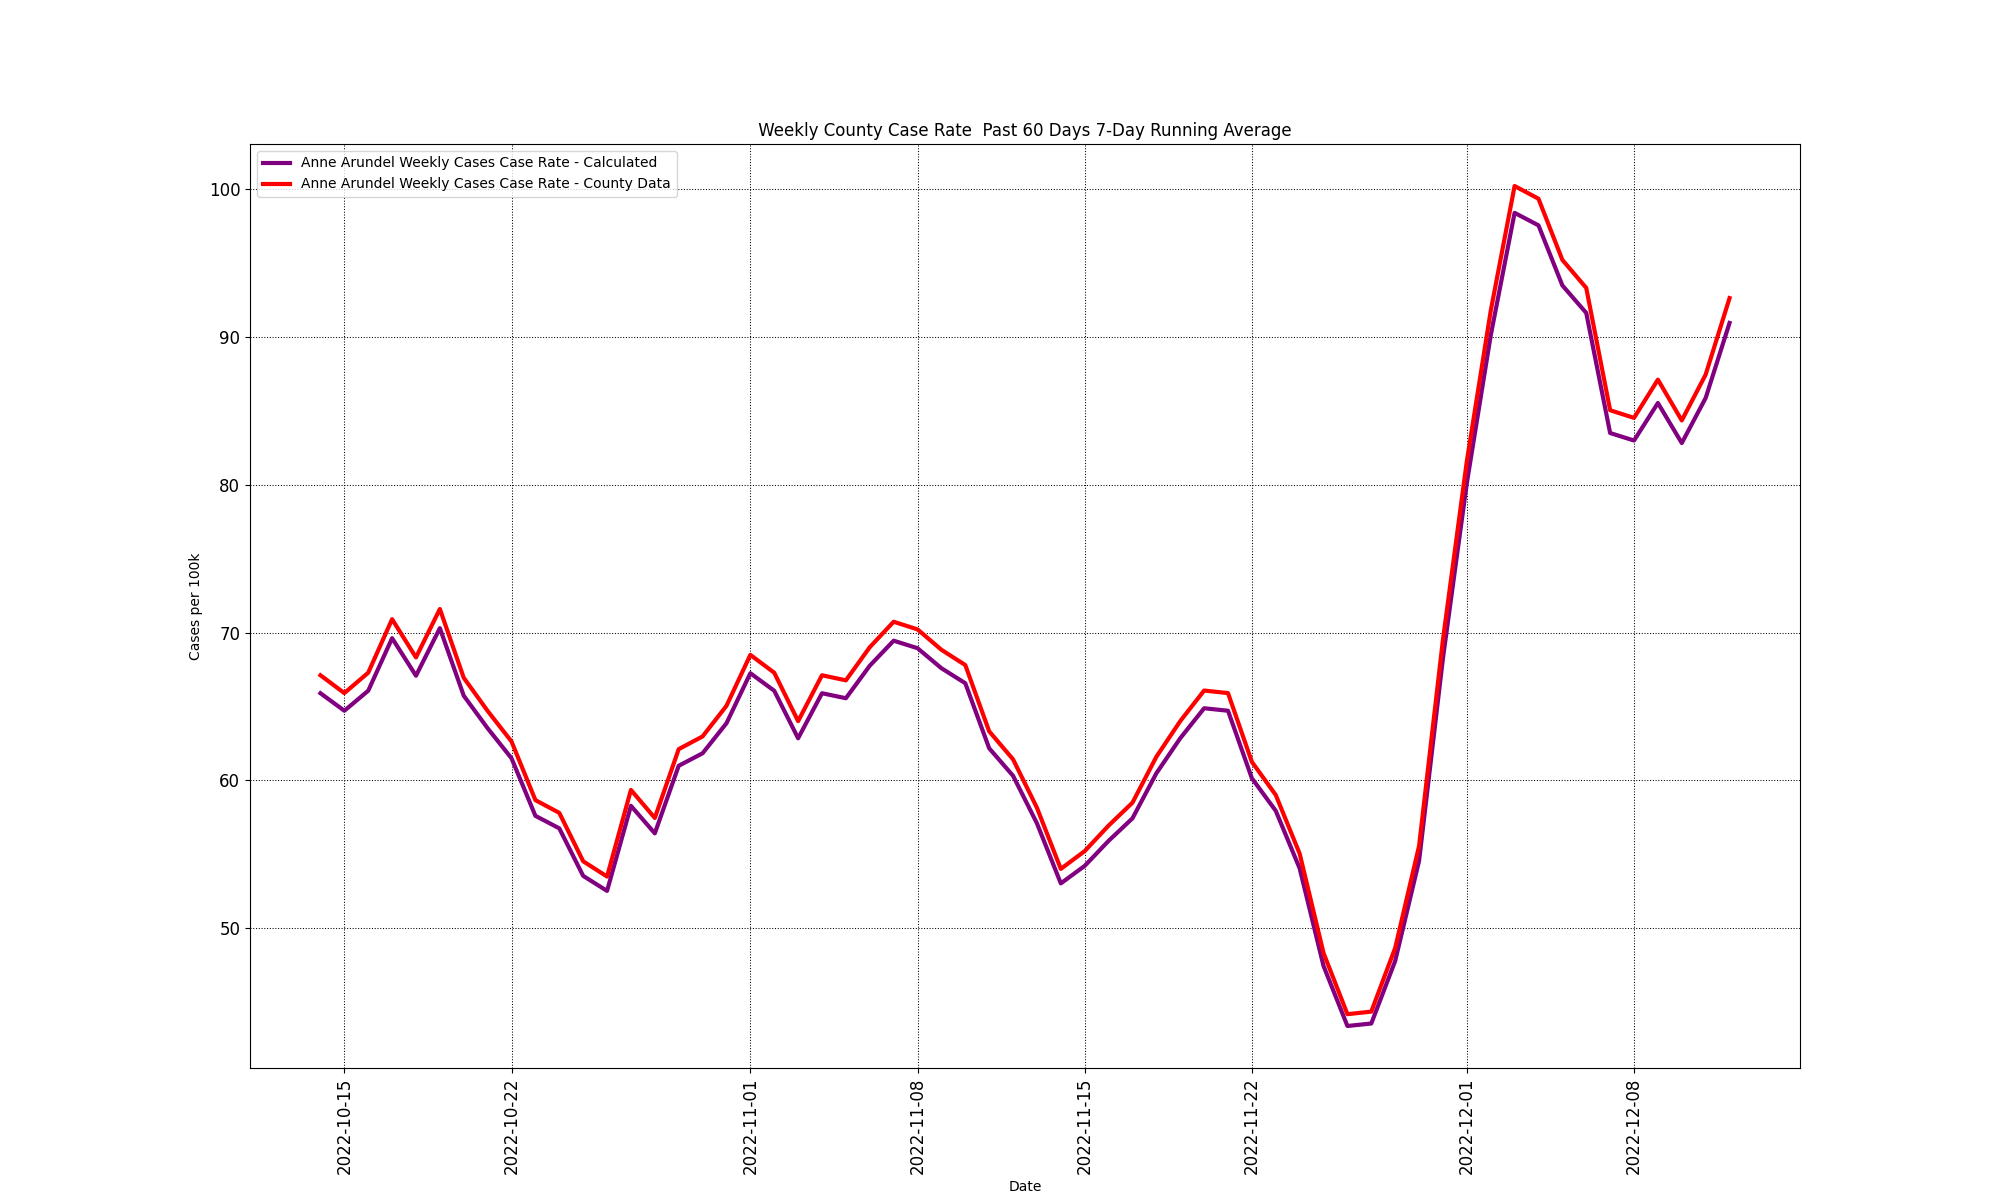 Weekly County Case Rate  Past 60 Days 7-Day Running Average
Anne Arundel Weekly Cases Case Rate - Calculated
Anne Arundel Weekly Cases Case Rate - County Data
100
90
80
70
60
50
Cases per 100k
2022-10-15
2022-10-22
2022-11-01
2022-11-08
2022-11-15
2022-11-22
2022-12-01
2022-12-08
Date